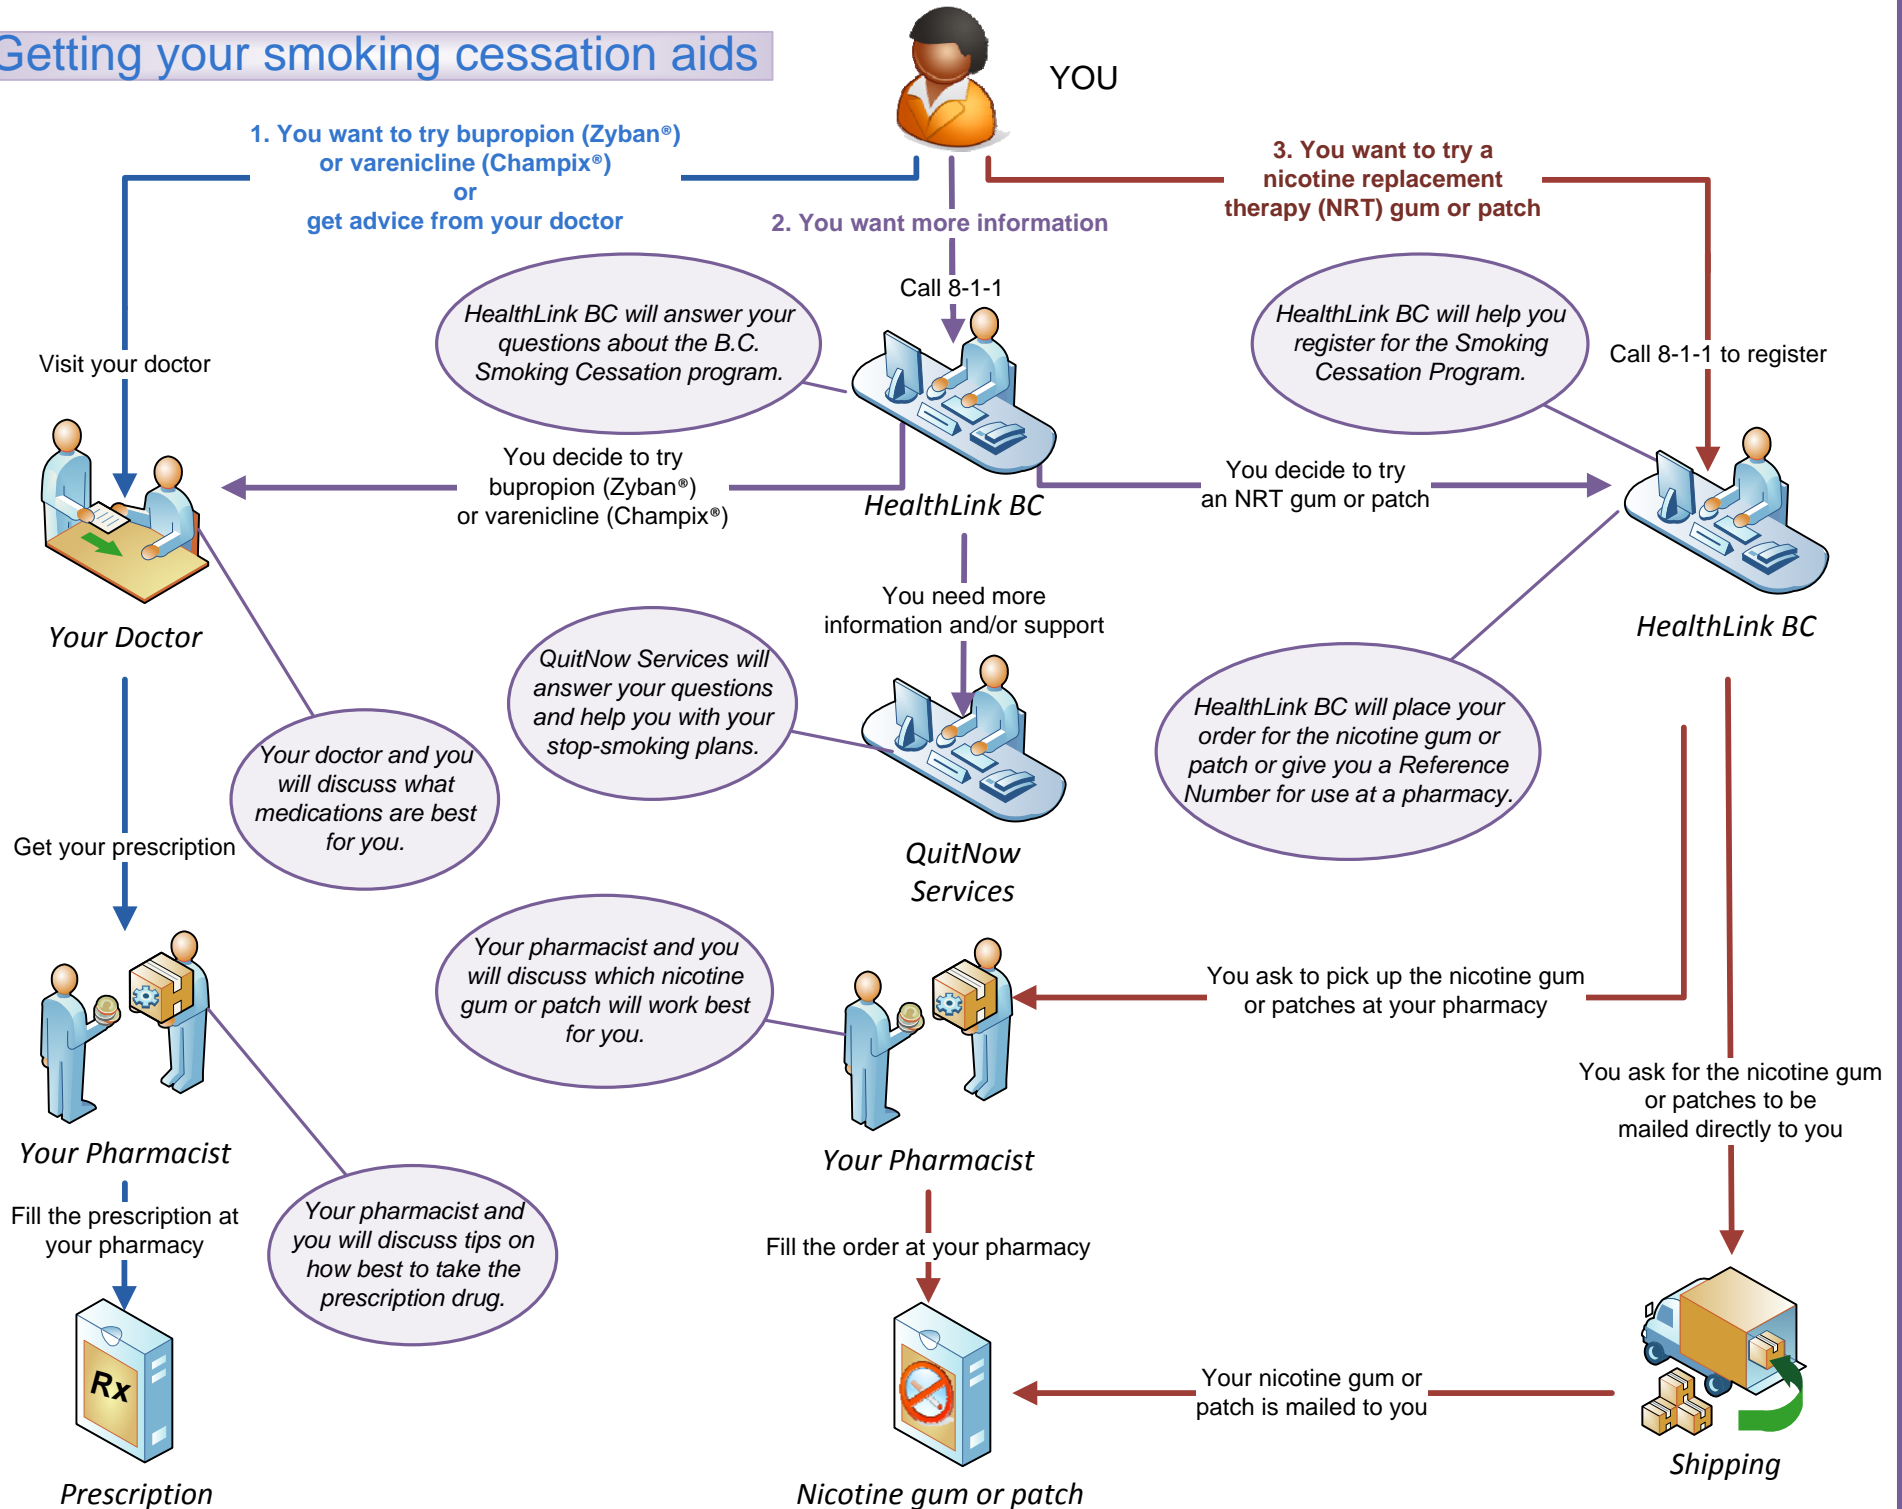 Getting your smoking cessation aids
YOU
1. You want to try bupropion (Zyban®)
or varenicline (Champix®)
or
get advice from your doctor
2. You want more information
3. You want to try a
nicotine replacement
therapy (NRT) gum or patch
Call 8-1-1
HealthLink BC will answer your
questions about the B.C.
Smoking Cessation program.
HealthLink BC will help you
register for the Smoking
Cessation Program.
Visit your doctor
Call 8-1-1 to register
You decide to try
bupropion (Zyban®)
or varenicline (Champix®)
HealthLink BC
You decide to try
an NRT gum or patch
Your Doctor
HealthLink BC
You need more
information and/or support
QuitNow Services will
answer your questions
and help you with your
stop-smoking plans.
Your doctor and you
will discuss what
medications are best
for you.
HealthLink BC will place your
order for the nicotine gum or
patch or give you a Reference
Number for use at a pharmacy.
Get your prescription
QuitNow
Services
Your pharmacist and you
will discuss which nicotine
gum or patch will work best
for you.
You ask to pick up the nicotine gum
or patches at your pharmacy
You ask for the nicotine gum
or patches to be
mailed directly to you
Your Pharmacist
Your Pharmacist
Fill the prescription at
your pharmacy
Your pharmacist and
you will discuss tips on
how best to take the
prescription drug.
Fill the order at your pharmacy
Rx
Your nicotine gum or
patch is mailed to you
Shipping
Prescription
Nicotine gum or patch